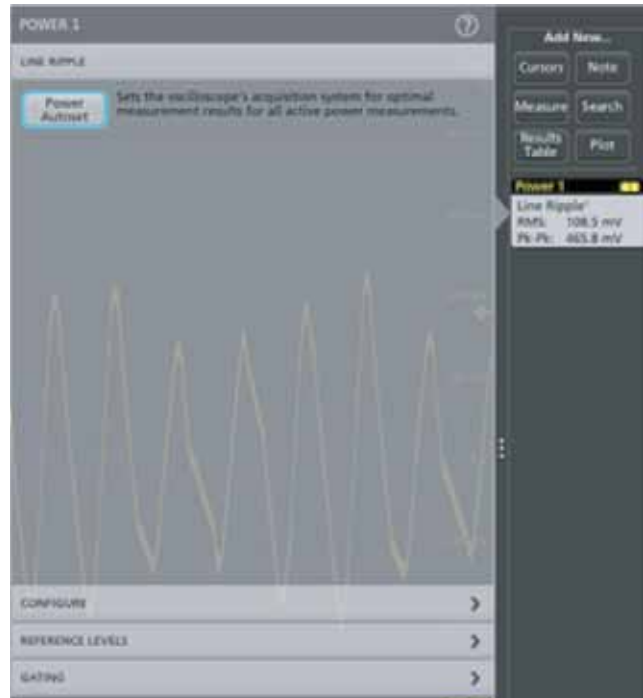 POWER 1
?
LINE RIPPLE
Power
Autoset
Sets the oscilloscope's acquisition system for optimal
measurement results for all active power measurements.
CONFIGURE
REFERENCE LEVELS
GATING
Add New...
Cursors
Note
Measure
Search
Results
Table
Plot
Power 1
Line Ripple'
RMS: 108.5 mV
Pk-Pk: 465.8 mV